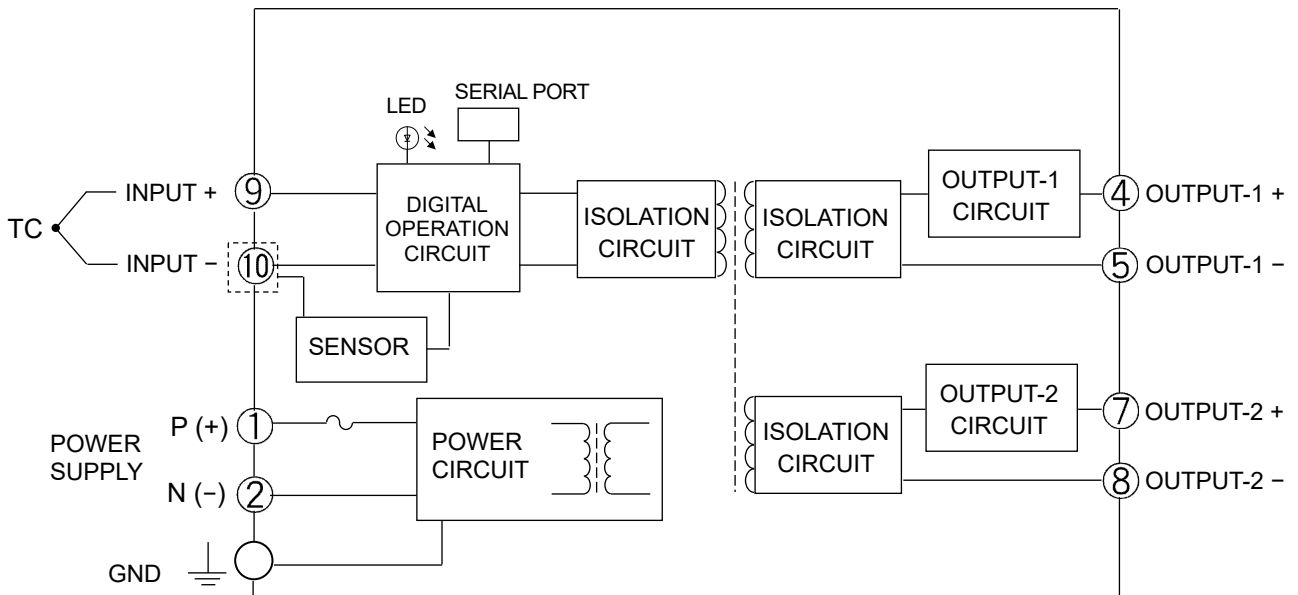 LED
SERIAL PORT
TC
INPUT +
9
INPUT −
10
DIGITAL
OPERATION
CIRCUIT
ISOLATION
CIRCUIT
ISOLATION
CIRCUIT
OUTPUT-1
CIRCUIT
4
OUTPUT-1 +
5
OUTPUT-1 −
SENSOR
POWER
SUPPLY
P (+)
1
N (−)
2
GND
POWER
CIRCUIT
ISOLATION
CIRCUIT
OUTPUT-2
CIRCUIT
7
OUTPUT-2 +
8
OUTPUT-2 −